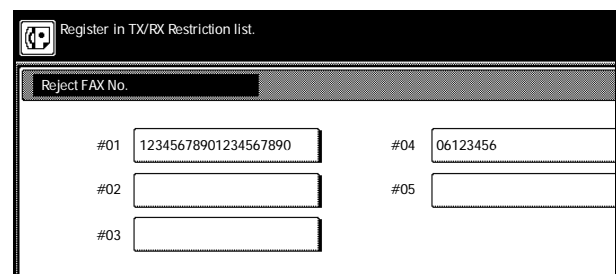 Register in TX/RX Restriction list.
Reject FAX No.
#01 12345678901234567890 #04 06123456
#02 #05
#03